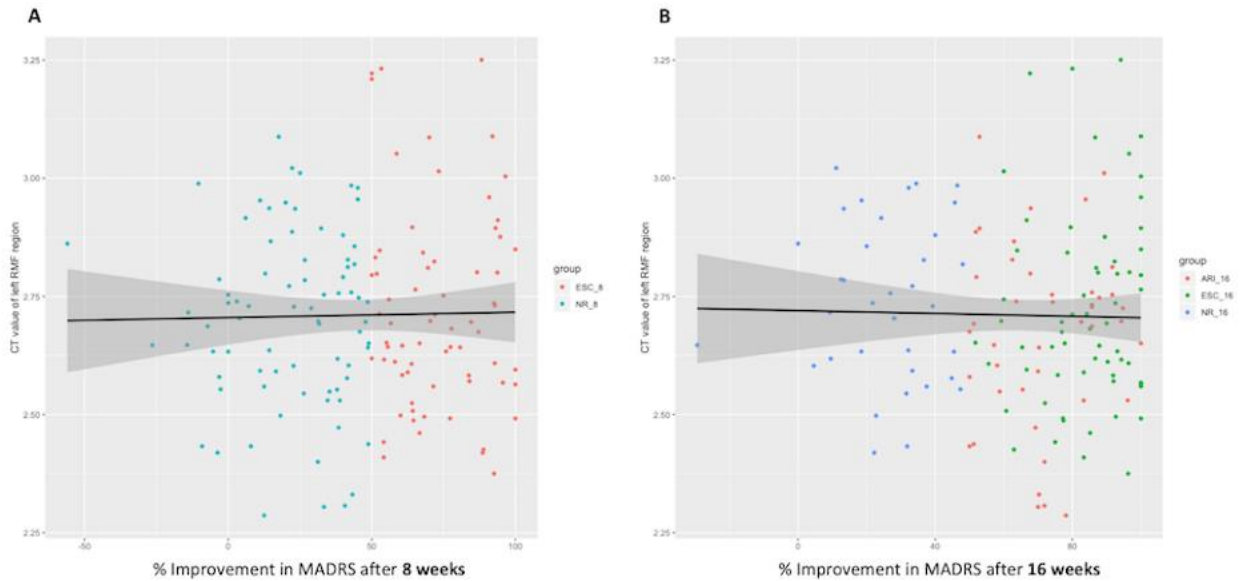 A
B
3.25
3.00
2.75
2.50
2.25
CT value of left RMF region
-50
0
50
100
% Improvement in MADRS after 8 weeks
group
ESC_8
NR_8
3.25
3.00
2.75
2.50
2.25
CT value of left RMF region
0
40
80
% Improvement in MADRS after 16 weeks
group
ARI_16
ESC_16
NR_16